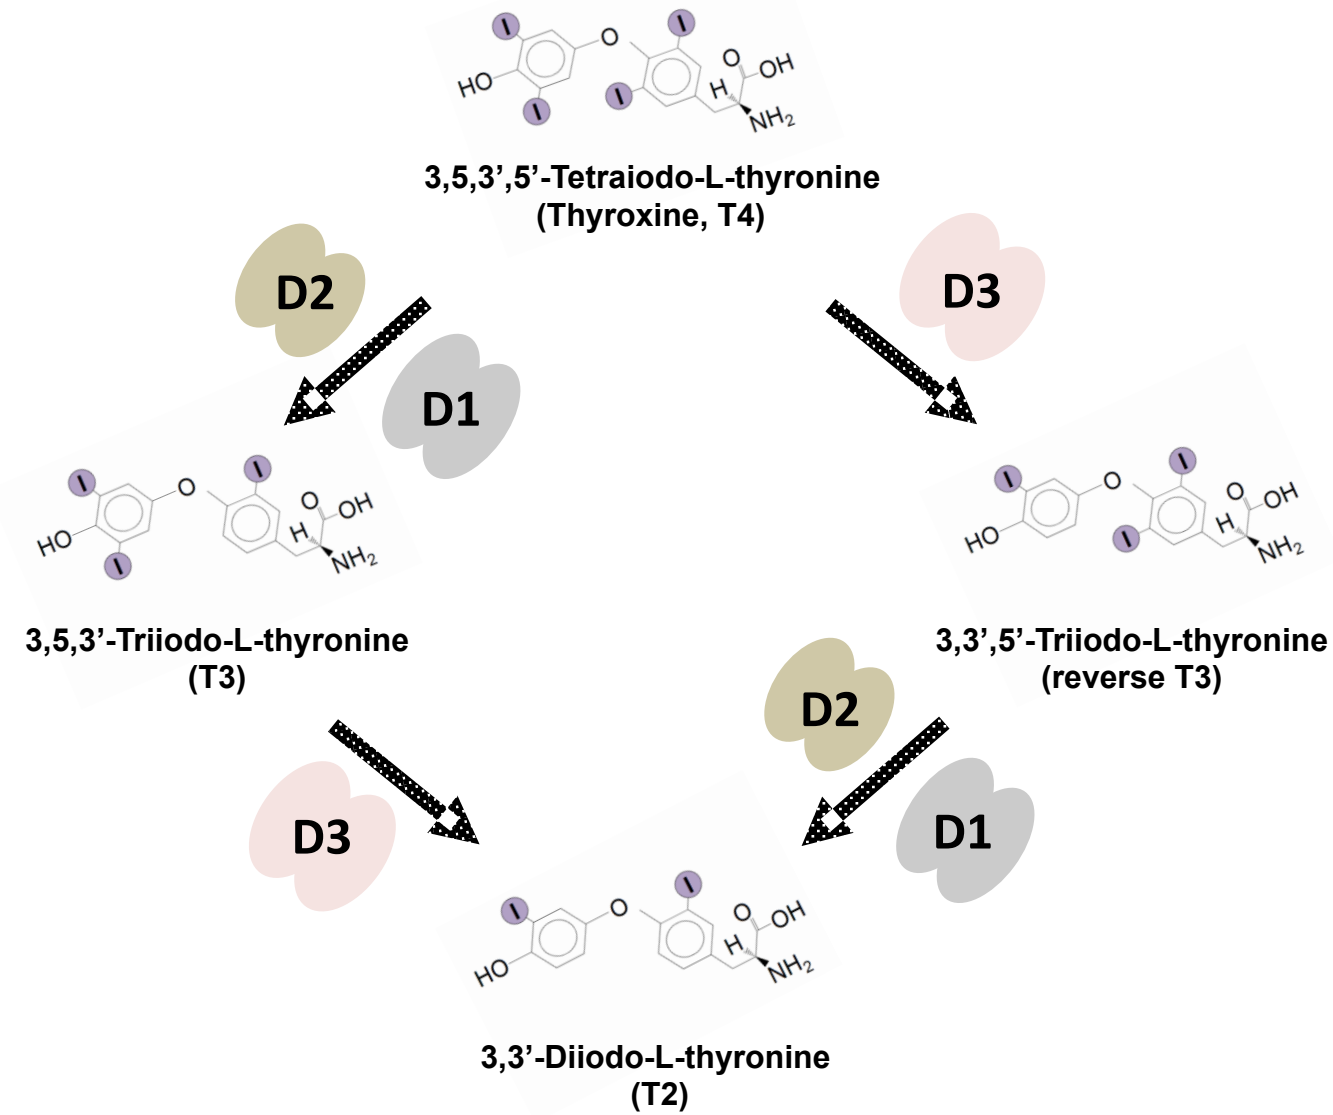 I
O
I
HO
I
I
O
OH
H
NH2
3,5,3’,5’-Tetraiodo-L-thyronine
(Thyroxine, T4)
D2
D3
D1
I
O
I
HO
I
O
OH
H
NH2
I
O
I
HO
I
O
OH
H
NH2
3,5,3’-Triiodo-L-thyronine
(T3)
3,3’,5’-Triiodo-L-thyronine
(reverse T3)
D2
D3
D1
I
O
I
HO
O
OH
H
NH2
3,3’-Diiodo-L-thyronine
(T2)